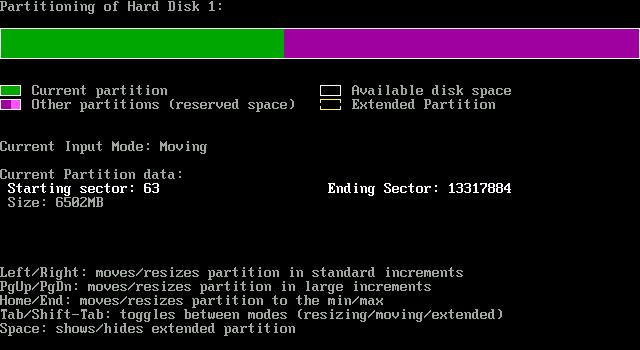 Partitioning of Hard Disk 1:
Current partition Available disk space
Other partitions (reserved space) Extended Partition
Current Input Mode: Moving
Current Partition data:
Starting sector: 63 Ending Sector: 13317884
Size: 6502MB
Left/Right: moves/resizes partition in standard increments
PgUp/PgDn: moves/resizes partition in large increments
Home/End: moves/resizes partition to the min/max
Tab/Shift-Tab: toggles between modes (resizing/moving/extended)
Space: shows/hides extended partition